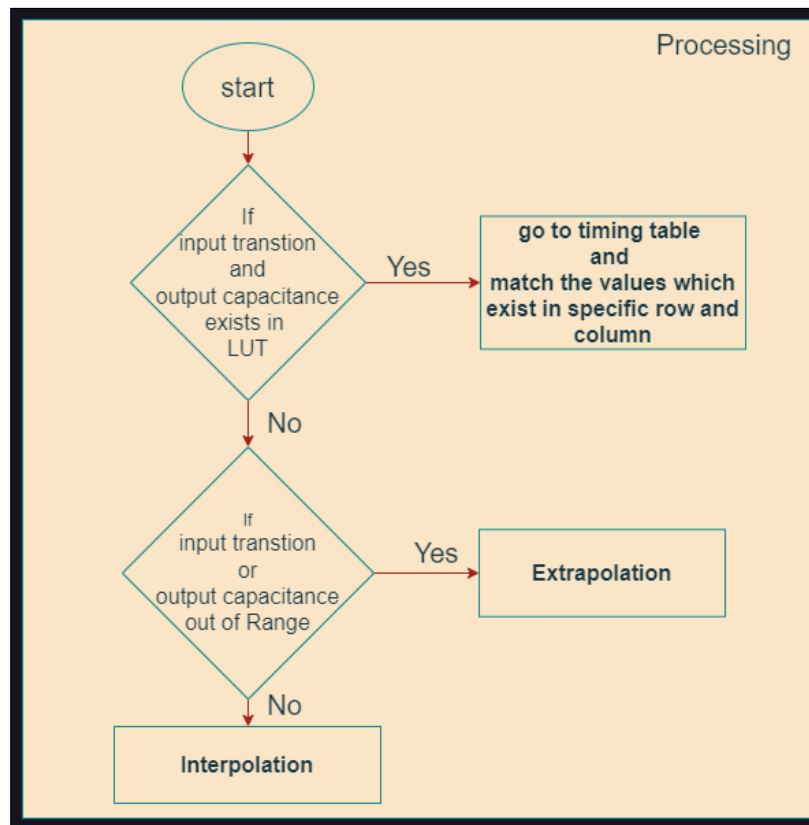 Processing
start
If
input transtion
and
output capacitance
exists in
LUT
Yes
go to timing table
and
match the values which
exist in specific row and
column
No
If
input transtion
or
output capacitance
out of Range
Yes
Extrapolation
No
Interpolation